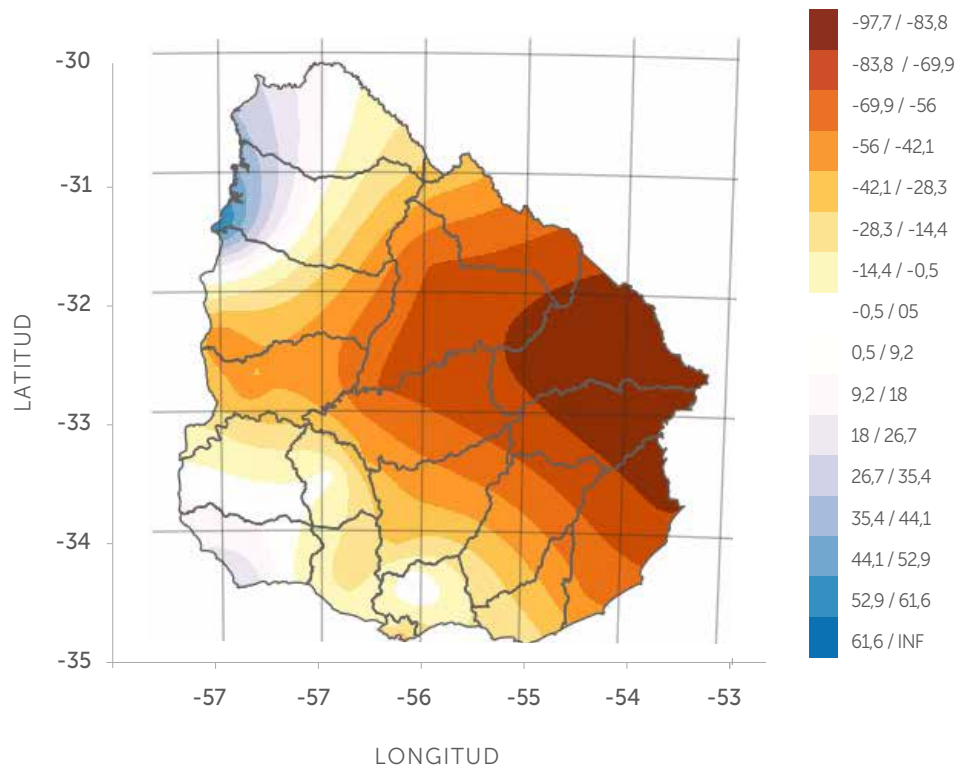 -30
-31
-32
-33
-34
-35
LATITUD
-57
-57
-56
-55
-54
-53
LONGITUD
-97,7 / -83,8
-83,8 / -69,9
-69,9 / -56
-56 / -42,1
-42,1 / -28,3
-28,3 / -14,4
-14,4 / -0,5
-0,5 / 05
0,5 / 9,2
9,2 / 18
18 / 26,7
26,7 / 35,4
35,4 / 44,1
44,1 / 52,9
52,9 / 61,6
61,6 / INF